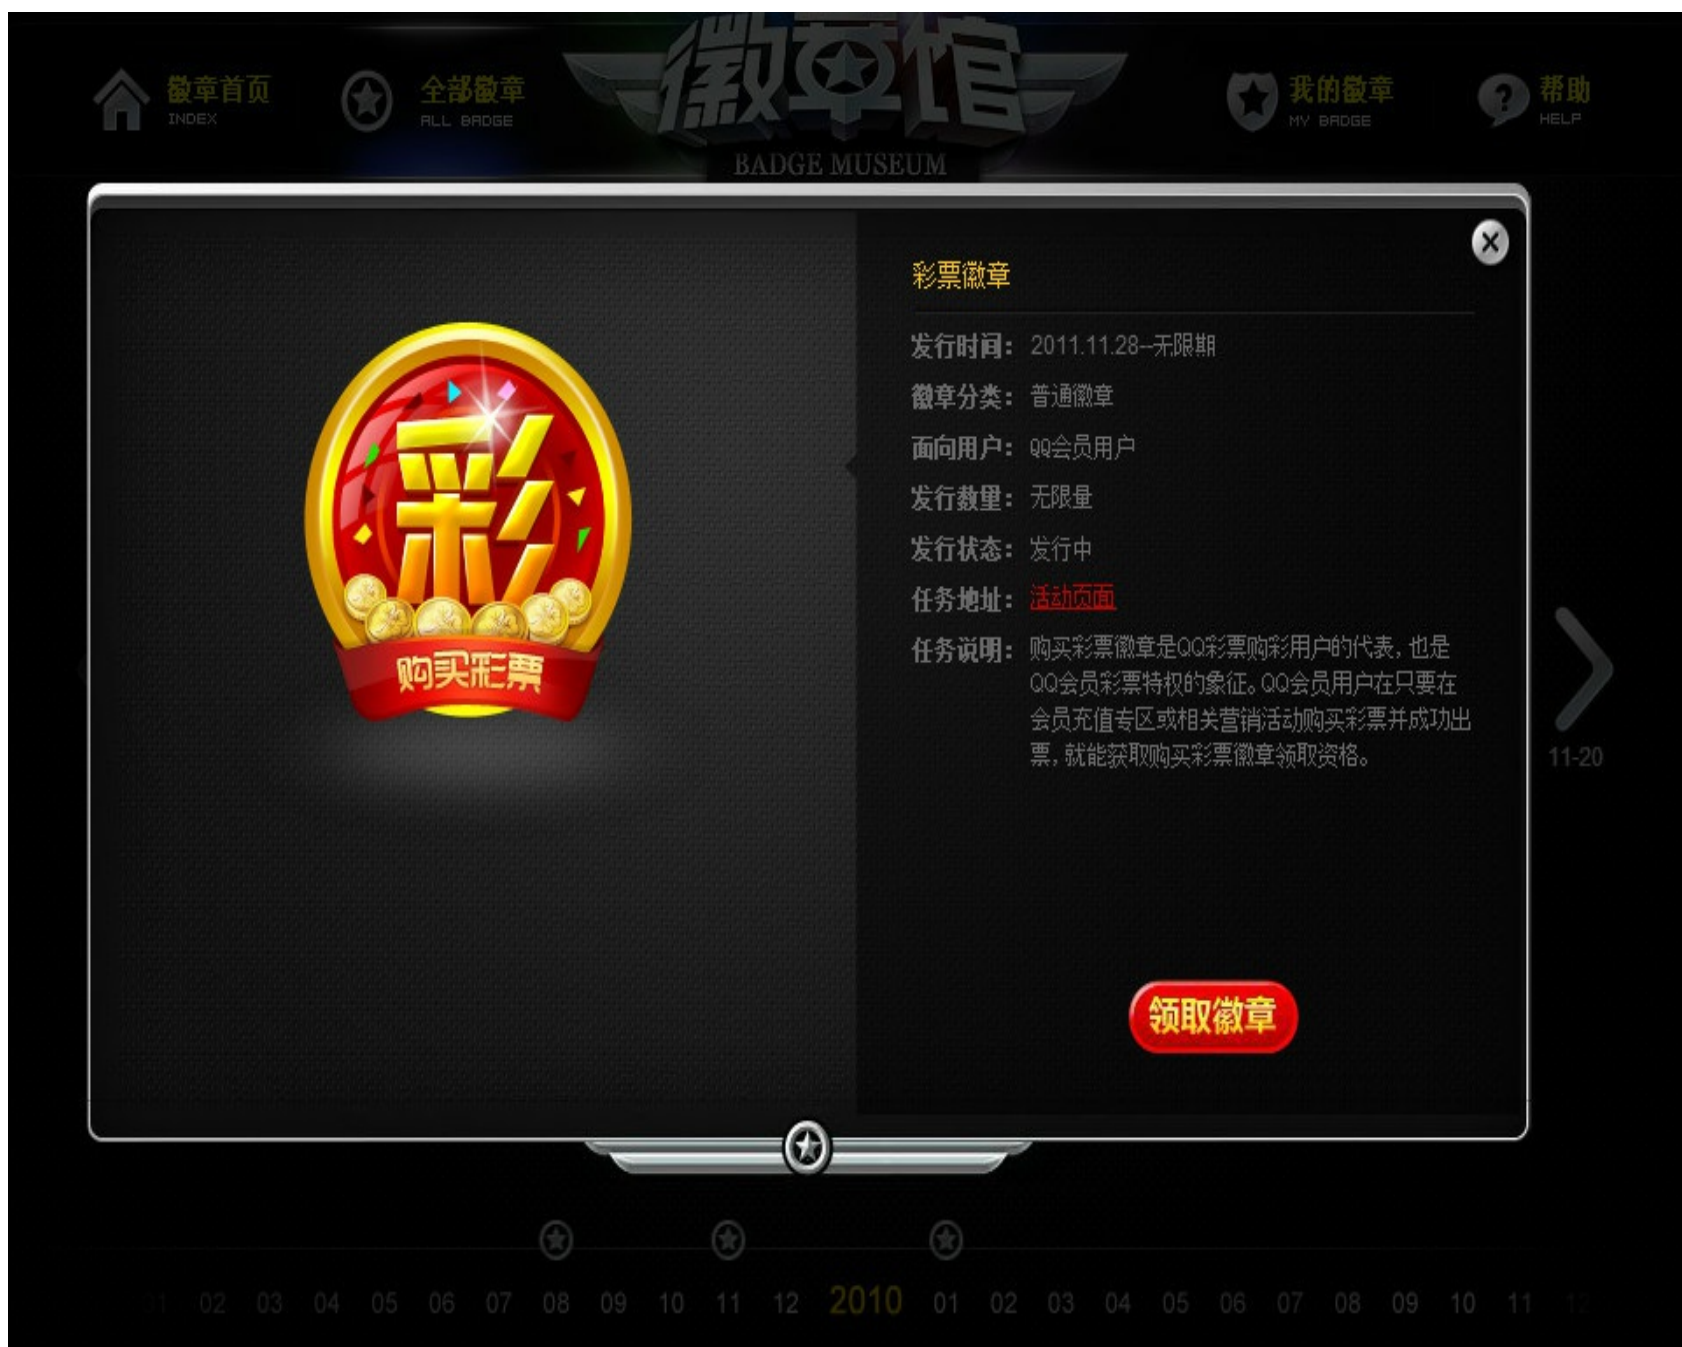 徽章馆
BADGE MUSEUM
徽章首页
INDEX
全部徽章
ALL BADGE
我的徽章
MY BADGE
帮助
HELP
彩
购买彩票
彩票徽章
发行时间：2011.11.28--无限期
徽章分类：普通徽章
面向用户：QQ会员用户
发行数量：无限量
发行状态：发行中
任务地址：活动页面
任务说明：购买彩票徽章是QQ彩票购彩用户的代表，也是
QQ会员彩票特权的象征。QQ会员用户在只要在
会员充值专区或相关营销活动购买彩票并成功出
票，就能获取购买彩票徽章领取资格。
领取徽章
11-20
01 02 03 04 05 06 07 08 09 10 11 12 2010 01 02 03 04 05 06 07 08 09 10 11 12